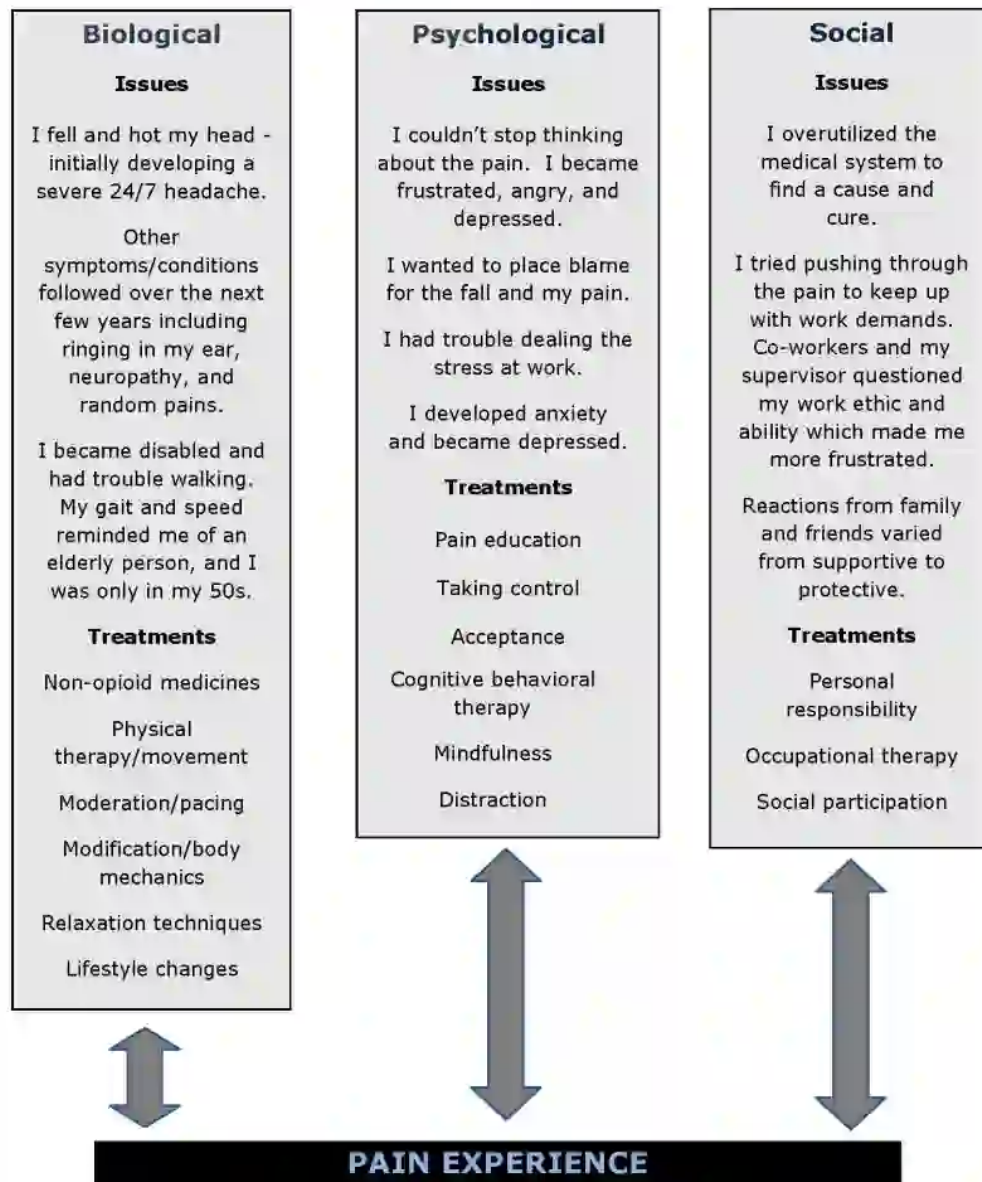 Biological
Issues
I fell and hot my head -
initially developing a
severe 24/7 headache.
Other
symptoms/conditions
followed over the next
few years including
ringing in my ear,
neuropathy, and
random pains.
I became disabled and
had trouble walking.
My gait and speed
reminded me of an
elderly person, and I
was only in my 50s.
Treatments
Non-opioid medicines
Physical
therapy/movement
Moderation/pacing
Modification/body
mechanics
Relaxation techniques
Lifestyle changes
Psychological
Issues
I couldn't stop thinking
about the pain. I became
frustrated, angry, and
depressed.
I wanted to place blame
for the fall and my pain.
I had trouble dealing the
stress at work.
I developed anxiety
and became depressed.
Treatments
Pain education
Taking control
Acceptance
Cognitive behavioral
therapy
Mindfulness
Distraction
Social
Issues
I overutilized the
medical system to
find a cause and
cure.
I tried pushing through
the pain to keep up
with work demands.
Co-workers and my
supervisor questioned
my work ethic and
ability which made me
more frustrated.
Reactions from family
and friends varied
from supportive to
protective.
Treatments
Personal
responsibility
Occupational therapy
Social participation
PAIN EXPERIENCE